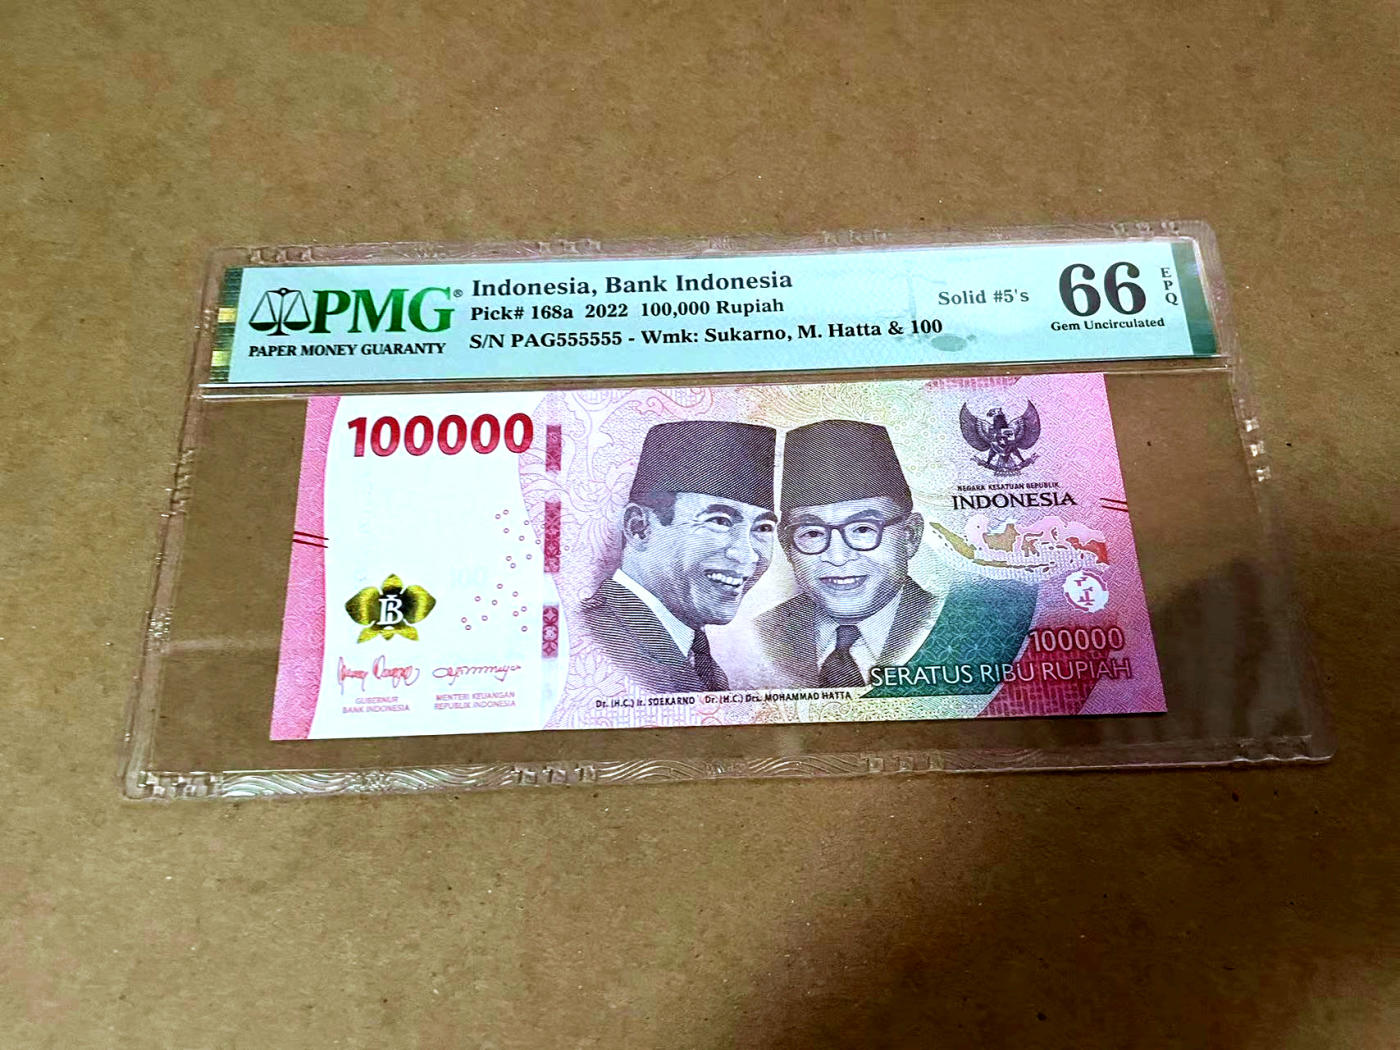 PMG®
PAPER MONEY GUARANTY
Indonesia, Bank Indonesia
Pick# 168a 2022 100,000 Rupiah
S/N PAG555555 - Wmk: Sukarno, M. Hatta & 100
Solid #5's
66
EPQ
Gem Uncirculated
100000
NEGARA KESATUAN REPUBLIK
INDONESIA
100000
SERATUS RIBU RUPIAH
GUBERNUR
BANK INDONESIA
MENTERI KEUANGAN
REPUBLIK INDONESIA
Dr. (H.C.) Ir. SOEKARNO Dr. (H.C.) Drs. MOHAMMAD HATTA